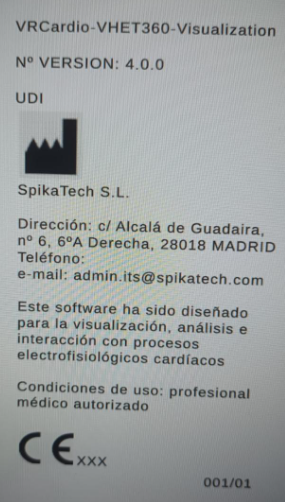 VRCardio-VHET360-Visualization
Nº VERSION: 4.0.0
UDI
SpikaTech S.L.
Dirección: c/ Alcalá de Guadaira,
nº 6, 6ºA Derecha, 28018 MADRID
Teléfono:
e-mail: admin.its@spikatech.com
Este software ha sido diseñado
para la visualización, análisis e
interacción con procesos
electrofisiológicos cardíacos
Condiciones de uso: profesional
médico autorizado
CE xxx
001/01